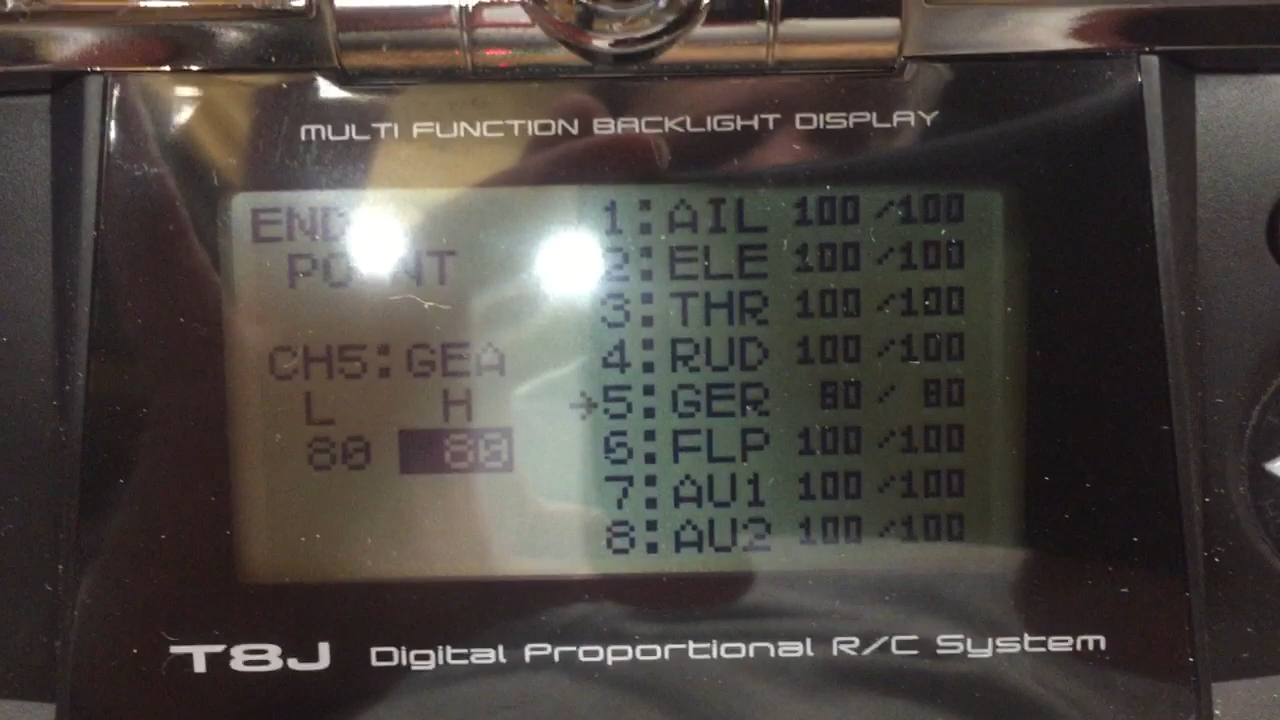 MULTI FUNCTION BACKLIGHT DISPLAY
END
POINT
CH5:GEA
L H
80 80
1:AIL 100/100
2:ELE 100/100
3:THR 100/100
4:RUD 100/100
→5:GER 80/ 80
6:FLP 100/100
7:AU1 100/100
8:AU2 100/100
T8J Digital Proportional R/C System